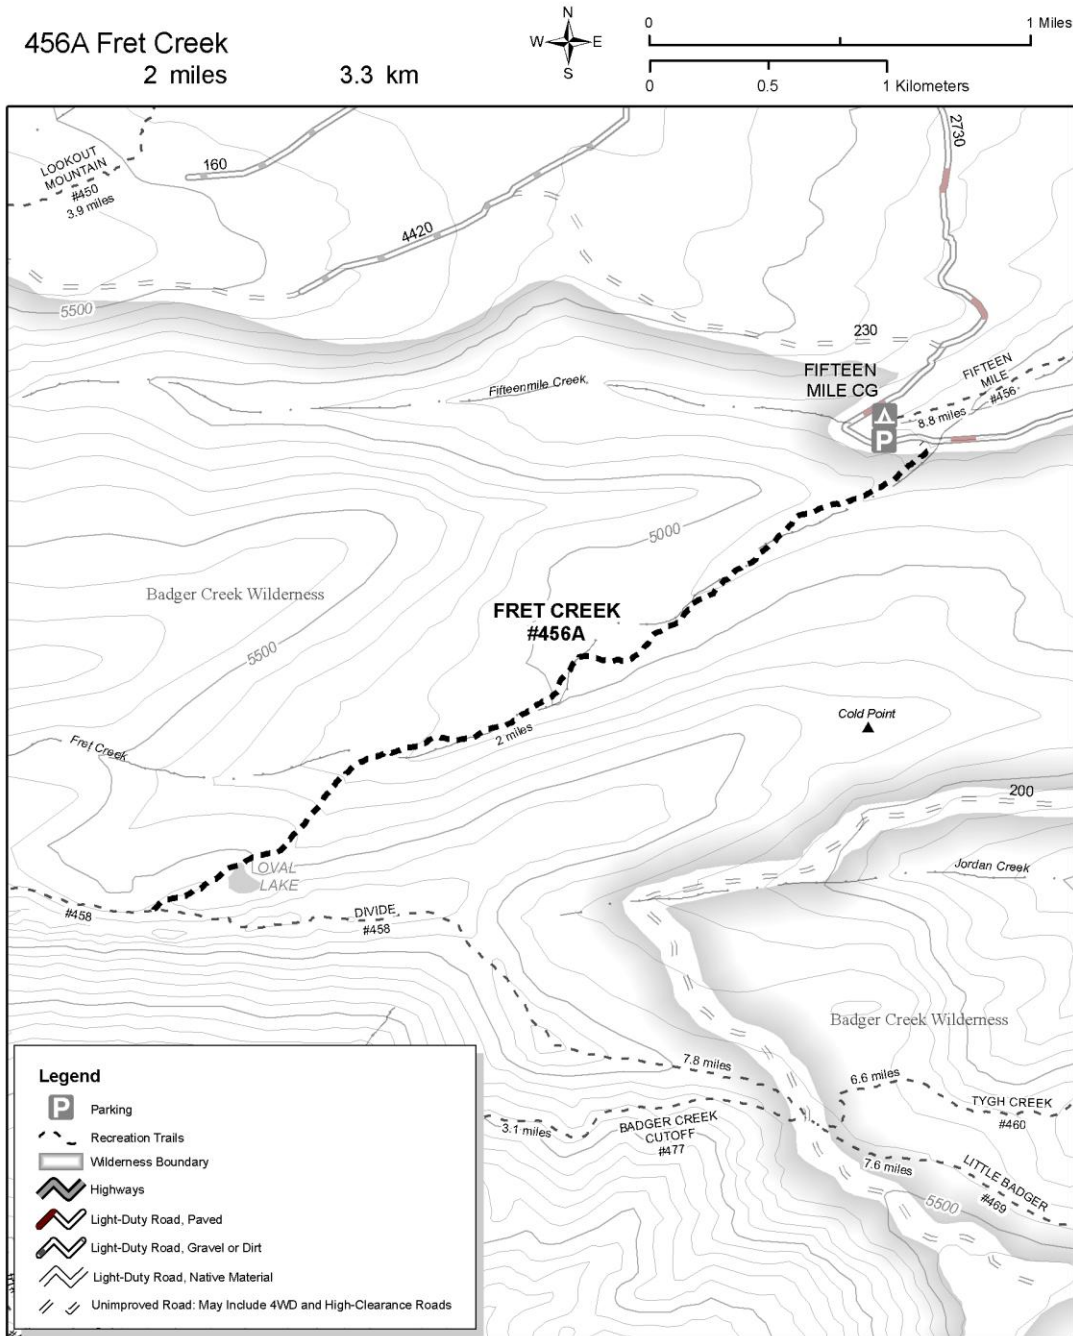 456A Fret Creek
2 miles 3.3 km
N
W E
S
0 1 Miles
0 0.5 1 Kilometers
LOOKOUT
MOUNTAIN
#450
3.9 miles
160
4420
2730
5500
230
FIFTEEN
MILE CG
FIFTEEN
MILE
#456
8.8 miles
Fifteenmile Creek
P
5000
Badger Creek Wilderness
FRET CREEK
#456A
5500
2 miles
Cold Point
Fret Creek
200
OVAL
LAKE
Jordan Creek
#458
DIVIDE
#458
Badger Creek Wilderness
7.8 miles
6.6 miles
TYGH CREEK
#460
3.1 miles
BADGER CREEK
CUTOFF
#477
7.6 miles
LITTLE BADGER
#469
5500
Legend
P Parking
Recreation Trails
Wilderness Boundary
Highways
Light-Duty Road, Paved
Light-Duty Road, Gravel or Dirt
Light-Duty Road, Native Material
Unimproved Road: May Include 4WD and High-Clearance Roads